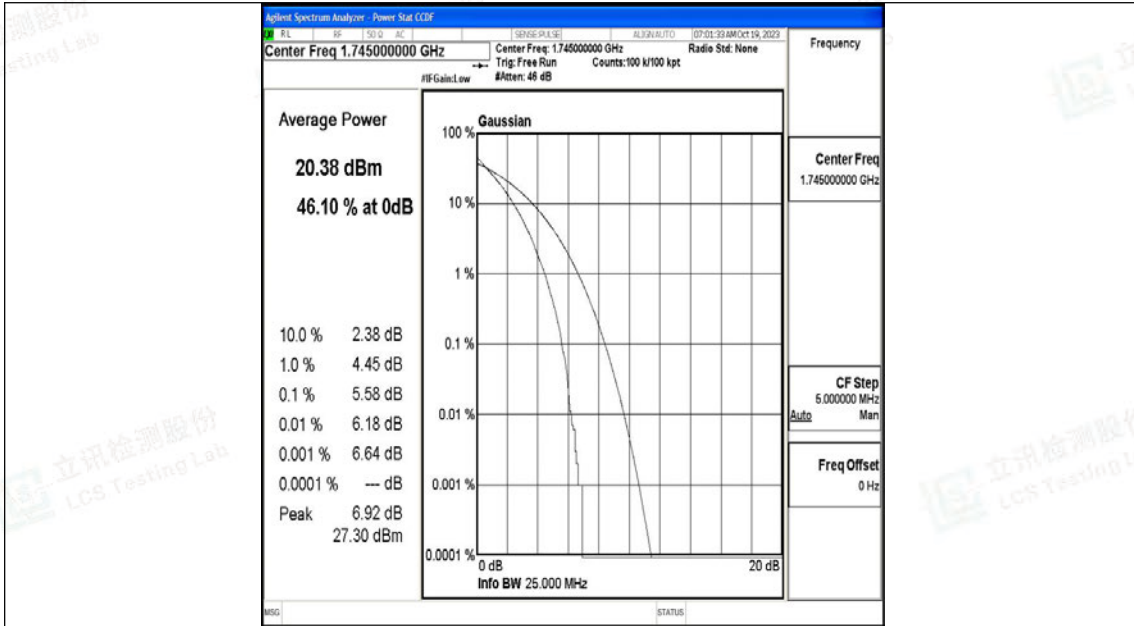 Agilent Spectrum Analyzer - Power Stat CCDF
RL RF 50 Ω AC SENSE:PULSE ALIGNAUTO 07:01:33 AM Oct 19, 2023
Center Freq 1.745000000 GHz
Center Freq: 1.745000000 GHz Radio Std: None
Trig: Free Run Counts:100 k/100 kpt
#IFGain:Low #Atten: 46 dB
Frequency
Average Power
20.38 dBm
46.10 % at 0dB
10.0 % 2.38 dB
1.0 % 4.45 dB
0.1 % 5.58 dB
0.01 % 6.18 dB
0.001 % 6.64 dB
0.0001 % --- dB
Peak 6.92 dB
27.30 dBm
Gaussian
100 %
10 %
1 %
0.1 %
0.01 %
0.001 %
0.0001 %
0 dB 20 dB
Info BW 25.000 MHz
Center Freq
1.745000000 GHz
CF Step
5.000000 MHz
Auto Man
Freq Offset
0 Hz
MSG STATUS
立讯检测股份
LCS Testing Lab
立讯检测股份